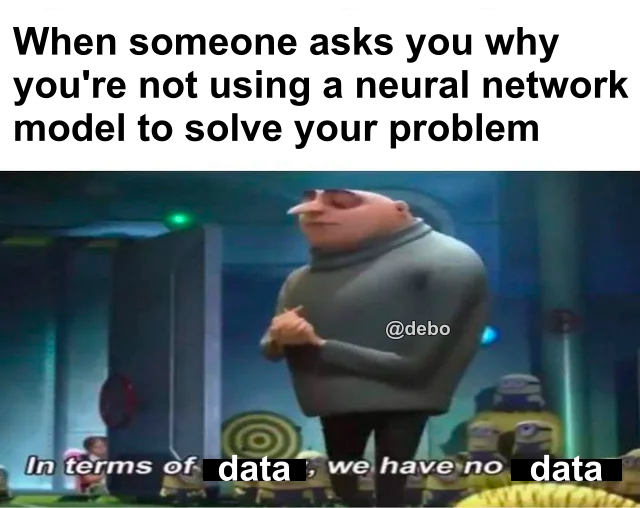 When someone asks you why
you're not using a neural network
model to solve your problem
@debo
In terms of data, we have no data